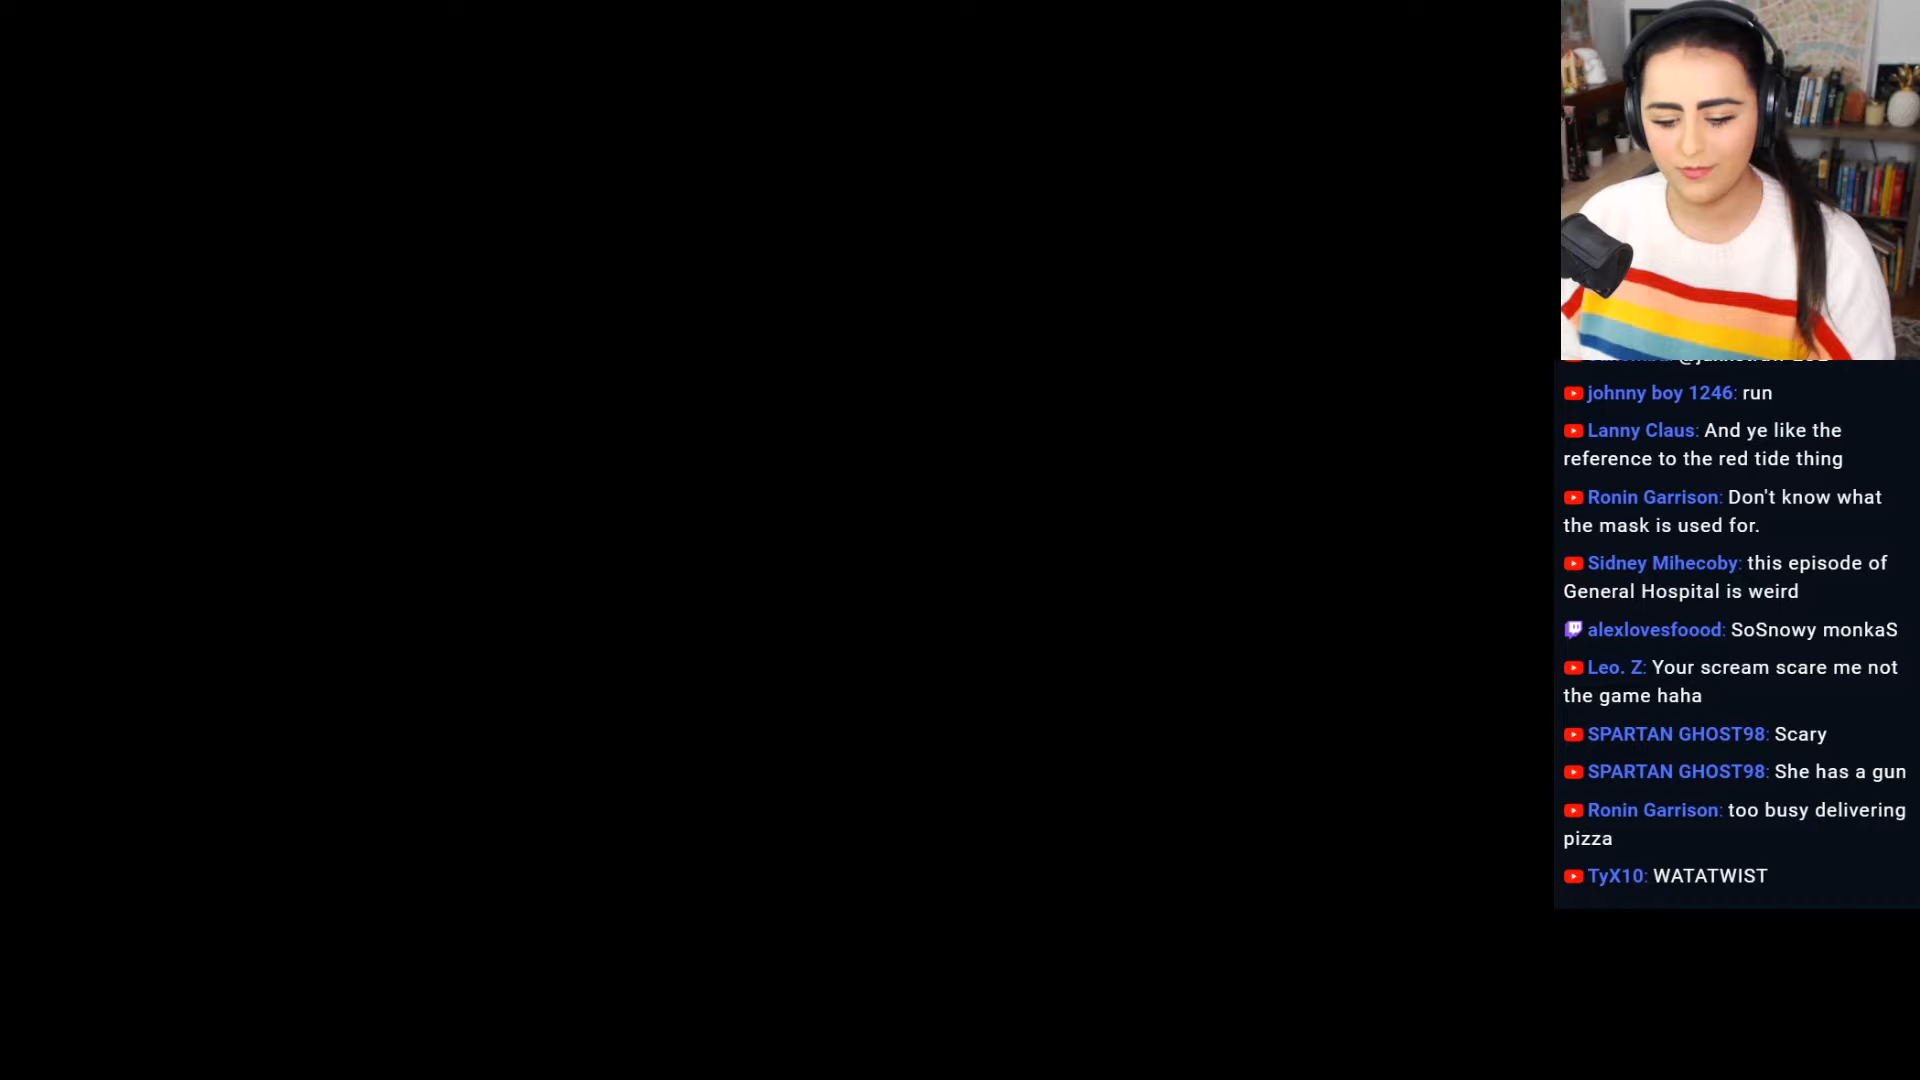 johnny boy 1246: run
Lanny Claus: And ye like the
reference to the red tide thing
Ronin Garrison: Don't know what
the mask is used for.
Sidney Mihecoby: this episode of
General Hospital is weird
alexlovesfoood: SoSnowy monkaS
Leo. Z: Your scream scare me not
the game haha
SPARTAN GHOST98: Scary
SPARTAN GHOST98: She has a gun
Ronin Garrison: too busy delivering
pizza
TyX10: WATATWIST